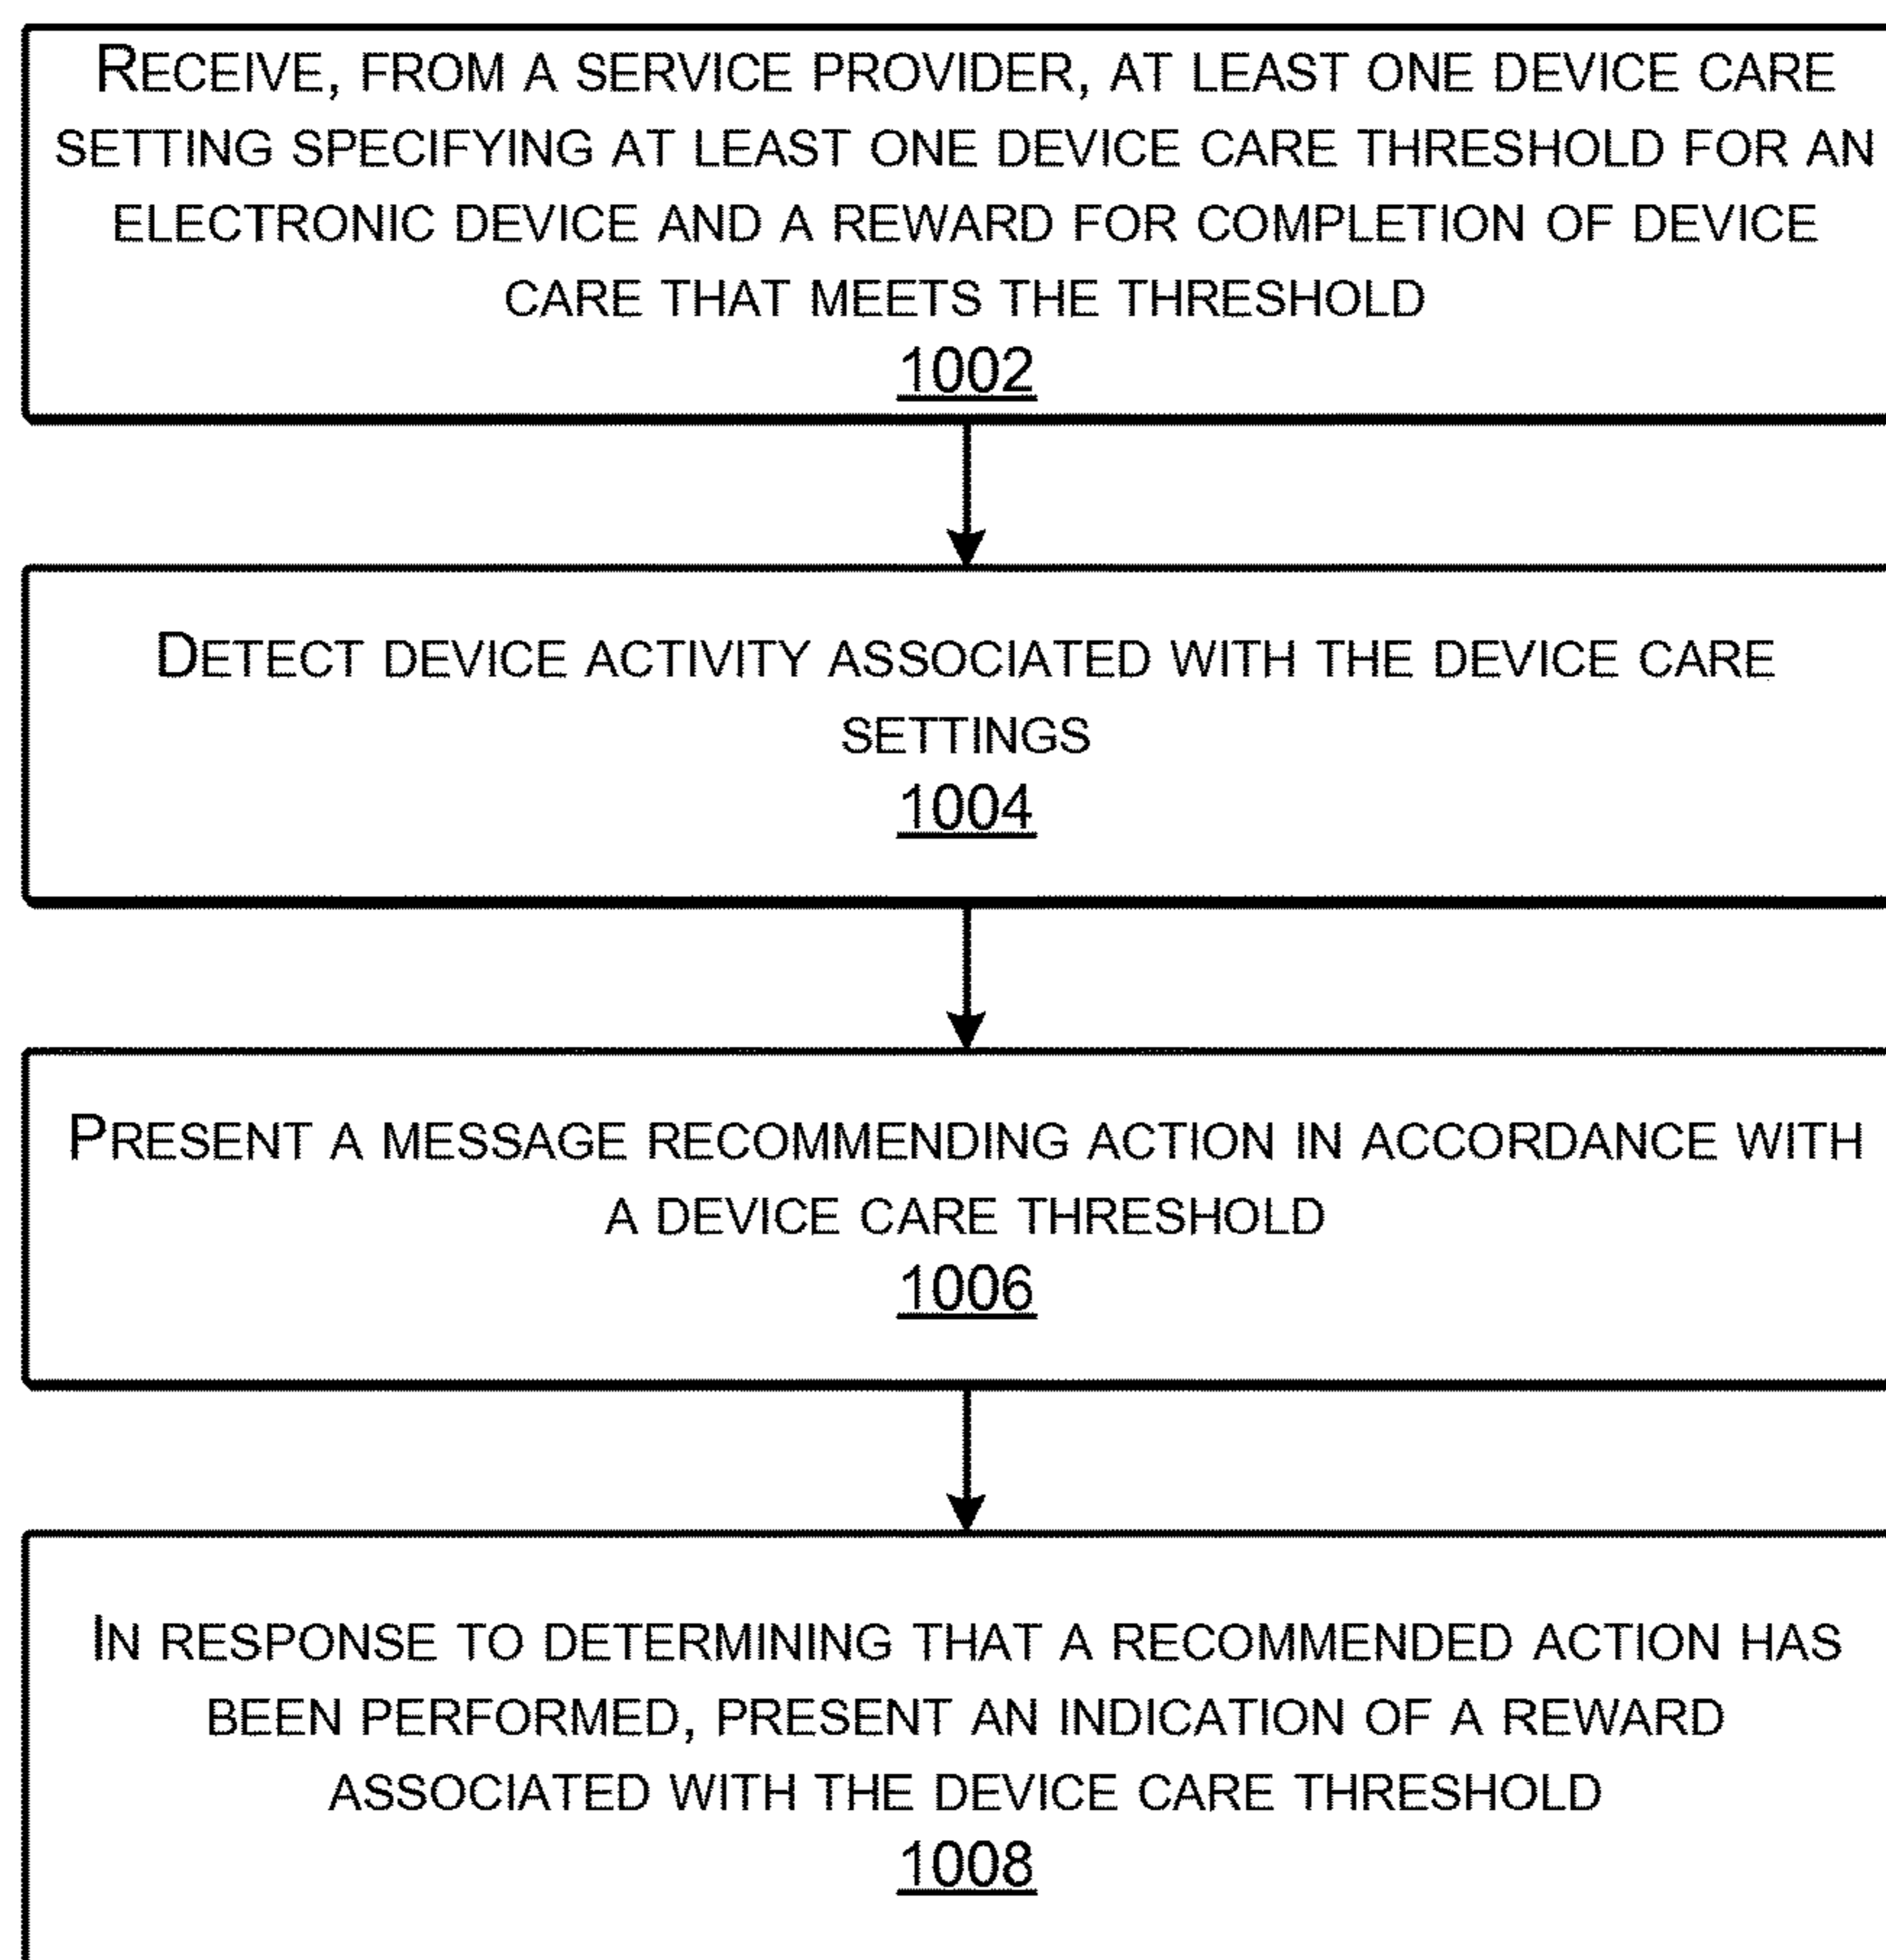 RECEIVE, FROM A SERVICE PROVIDER, AT LEAST ONE DEVICE CARE
SETTING SPECIFYING AT LEAST ONE DEVICE CARE THRESHOLD FOR AN
ELECTRONIC DEVICE AND A REWARD FOR COMPLETION OF DEVICE
CARE THAT MEETS THE THRESHOLD
1002
DETECT DEVICE ACTIVITY ASSOCIATED WITH THE DEVICE CARE
SETTINGS
1004
PRESENT A MESSAGE RECOMMENDING ACTION IN ACCORDANCE WITH
A DEVICE CARE THRESHOLD
1006
IN RESPONSE TO DETERMINING THAT A RECOMMENDED ACTION HAS
BEEN PERFORMED, PRESENT AN INDICATION OF A REWARD
ASSOCIATED WITH THE DEVICE CARE THRESHOLD
1008